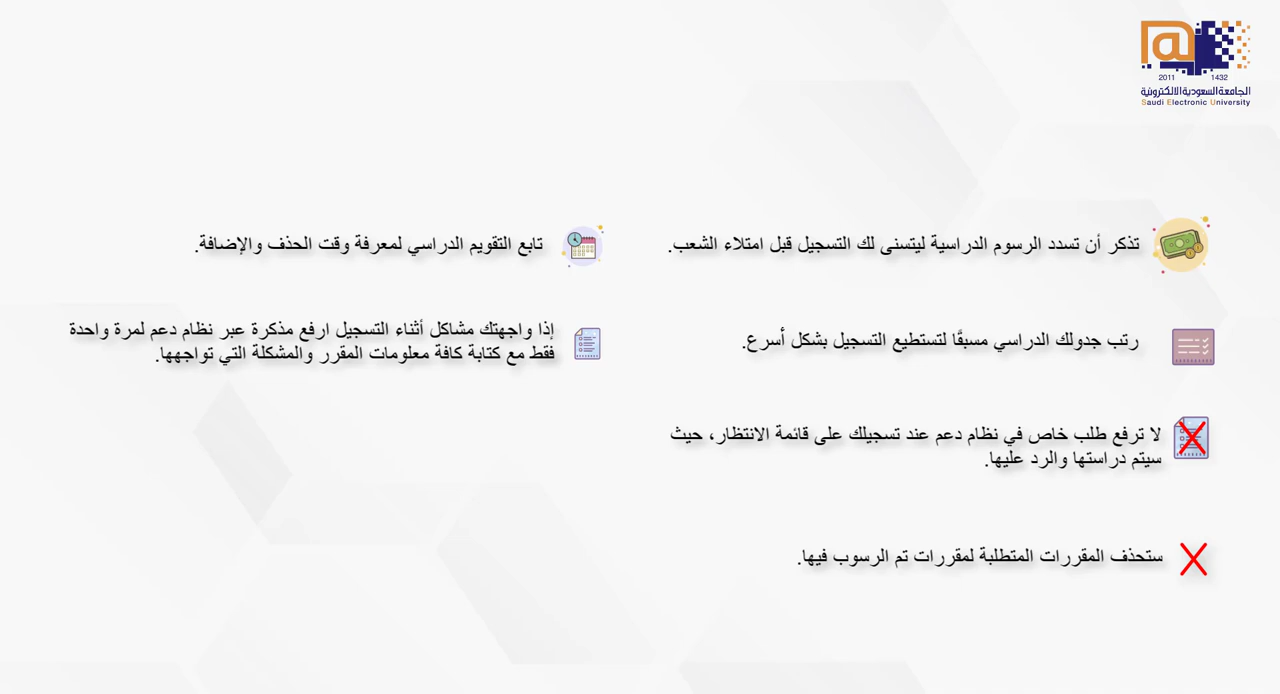 2011 1432
الجامعة السعودية الالكترونية
Saudi Electronic University
تذكر أن تسدد الرسوم الدراسية ليتسنى لك التسجيل قبل امتلاء الشعب.
رتب جدولك الدراسي مسبقًا لتستطيع التسجيل بشكل أسرع.
لا ترفع طلب خاص في نظام دعم عند تسجيلك على قائمة الانتظار، حيث
سيتم دراستها والرد عليها.
ستحذف المقررات المتطلبة لمقررات تم الرسوب فيها.
تابع التقويم الدراسي لمعرفة وقت الحذف والإضافة.
إذا واجهتك مشاكل أثناء التسجيل ارفع مذكرة عبر نظام دعم لمرة واحدة
فقط مع كتابة كافة معلومات المقرر والمشكلة التي تواجهها.